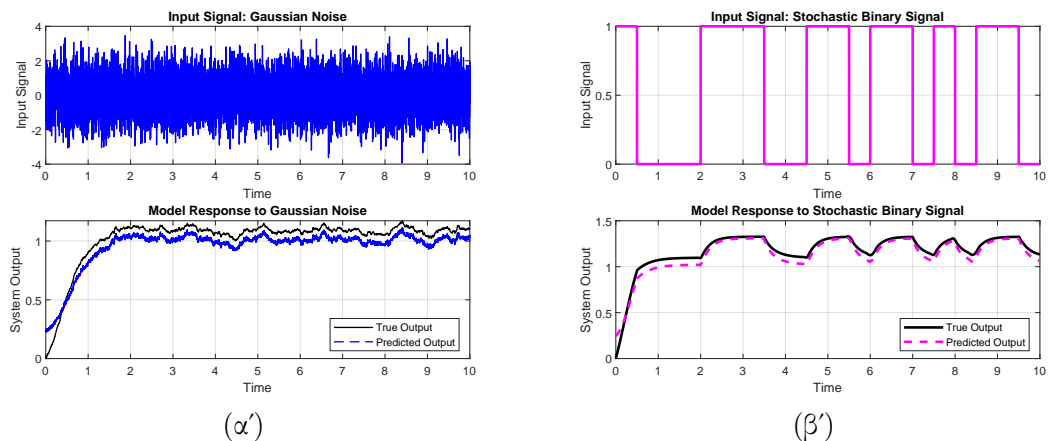 Input Signal: Gaussian Noise
Input Signal
4
2
0
-2
-4
0 1 2 3 4 5 6 7 8 9 10
Time
Model Response to Gaussian Noise
System Output
1
0.5
0
True Output
Predicted Output
0 1 2 3 4 5 6 7 8 9 10
Time
(α′)
Input Signal: Stochastic Binary Signal
Input Signal
1
0.5
0
0 1 2 3 4 5 6 7 8 9 10
Time
Model Response to Stochastic Binary Signal
System Output
1.5
1
0.5
0
True Output
Predicted Output
0 1 2 3 4 5 6 7 8 9 10
Time
(β′)